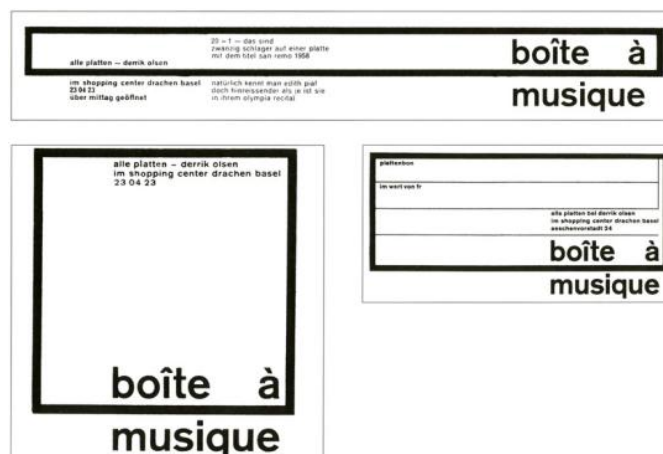 20 = 1 — das sind
zwanzig schlager auf einer platte
mit dem titel san remo 1958
alle platten — derrik olsen
boîte à
im shopping center drachen basel
23 04 23
über mittag geöffnet
natürlich kennt man edith piaf
doch hinreissender als je ist sie
in ihrem olympia recital
musique
alle platten – derrik olsen
im shopping center drachen basel
23 04 23
boîte à
musique
plattenbon
im wert von fr
alle platten bei derrik olsen
im shopping center drachen basel
aeschenvorstadt 24
boîte à
musique